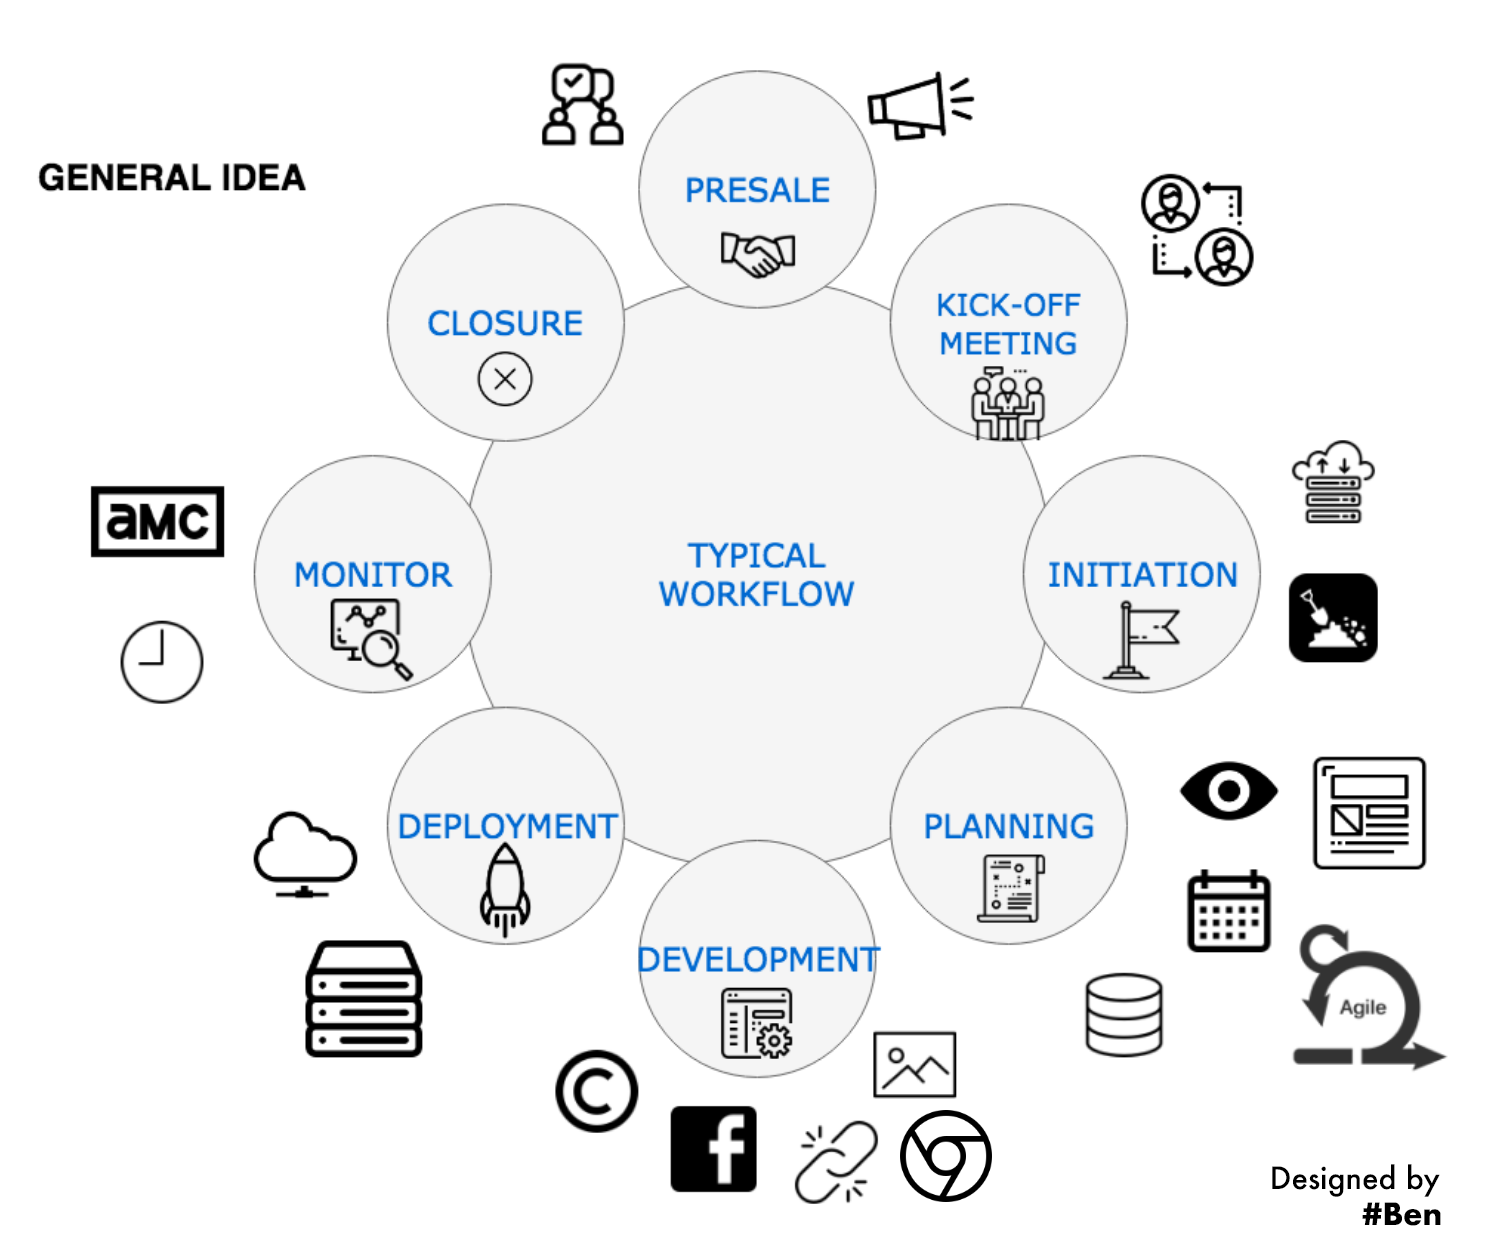 GENERAL IDEA
PRESALE
KICK-OFF
MEETING
INITIATION
PLANNING
DEVELOPMENT
DEPLOYMENT
MONITOR
CLOSURE
TYPICAL
WORKFLOW
aMC
Agile
C
f
Designed by
#Ben